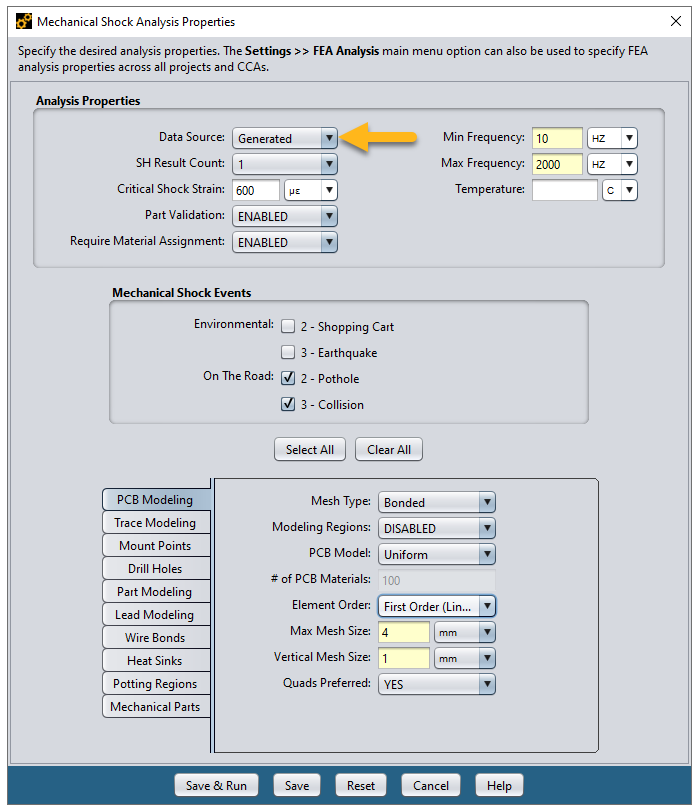 Mechanical Shock Analysis Properties
Specify the desired analysis properties. The Settings >> FEA Analysis main menu option can also be used to specify FEA
analysis properties across all projects and CCAs.
Analysis Properties
Data Source: Generated Min Frequency: 10 HZ
SH Result Count: 1 Max Frequency: 2000 HZ
Critical Shock Strain: 600 με Temperature: C
Part Validation: ENABLED
Require Material Assignment: ENABLED
Mechanical Shock Events
Environmental: 2 - Shopping Cart
3 - Earthquake
On The Road: 2 - Pothole
3 - Collision
Select All Clear All
PCB Modeling
Trace Modeling
Mount Points
Drill Holes
Part Modeling
Lead Modeling
Wire Bonds
Heat Sinks
Potting Regions
Mechanical Parts
Mesh Type: Bonded
Modeling Regions: DISABLED
PCB Model: Uniform
# of PCB Materials: 100
Element Order: First Order (Lin...
Max Mesh Size: 4 mm
Vertical Mesh Size: 1 mm
Quads Preferred: YES
Save & Run Save Reset Cancel Help